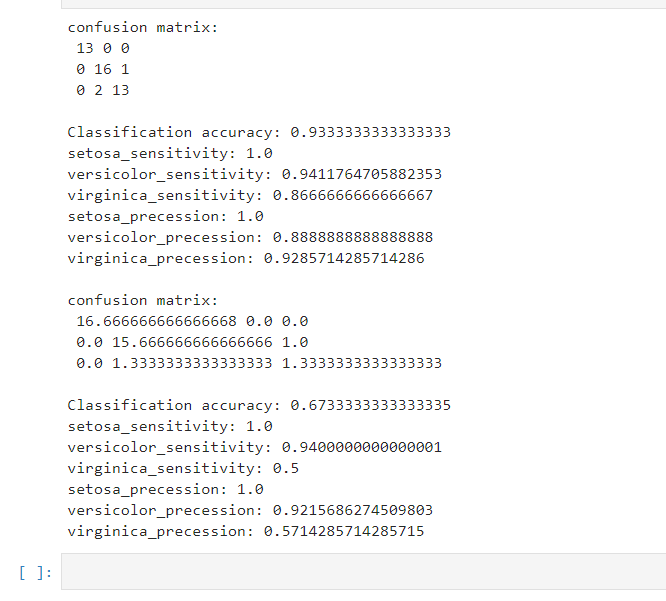 confusion matrix:
13 0 0
0 16 1
0 2 13
Classification accuracy: 0.9333333333333333
setosa_sensitivity: 1.0
versicolor_sensitivity: 0.9411764705882353
virginica_sensitivity: 0.8666666666666667
setosa_precession: 1.0
versicolor_precession: 0.8888888888888888
virginica_precession: 0.9285714285714286
confusion matrix:
16.666666666666668 0.0 0.0
0.0 15.666666666666666 1.0
0.0 1.3333333333333333 1.3333333333333333
Classification accuracy: 0.6733333333333335
setosa_sensitivity: 1.0
versicolor_sensitivity: 0.9400000000000001
virginica_sensitivity: 0.5
setosa_precession: 1.0
versicolor_precession: 0.9215686274509803
virginica_precession: 0.5714285714285715
[ ]: